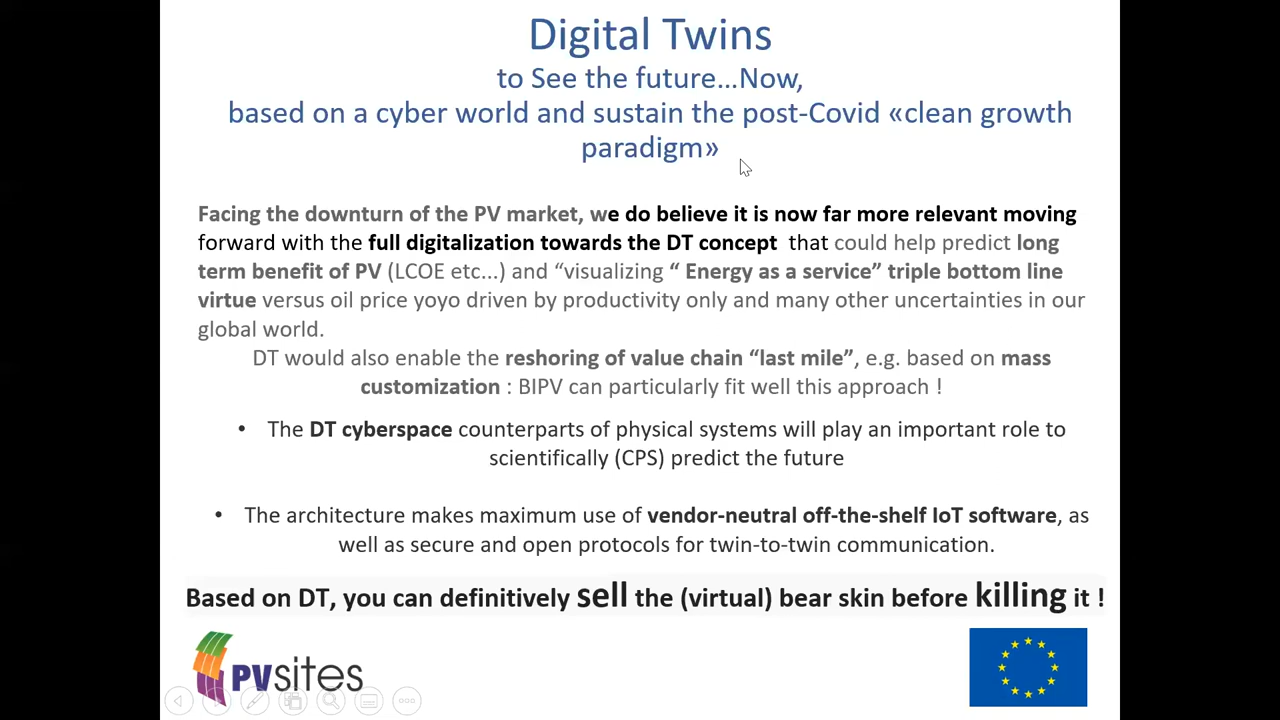 Digital Twins
to See the future...Now,
based on a cyber world and sustain the post-Covid «clean growth
paradigm»
Facing the downturn of the PV market, we do believe it is now far more relevant moving
forward with the full digitalization towards the DT concept that could help predict long
term benefit of PV (LCOE etc...) and “visualizing “ Energy as a service” triple bottom line
virtue versus oil price yoyo driven by productivity only and many other uncertainties in our
global world.
DT would also enable the reshoring of value chain “last mile”, e.g. based on mass
customization : BIPV can particularly fit well this approach !
• The DT cyberspace counterparts of physical systems will play an important role to
scientifically (CPS) predict the future
• The architecture makes maximum use of vendor-neutral off-the-shelf IoT software, as
well as secure and open protocols for twin-to-twin communication.
Based on DT, you can definitively sell the (virtual) bear skin before killing it !
PVsites